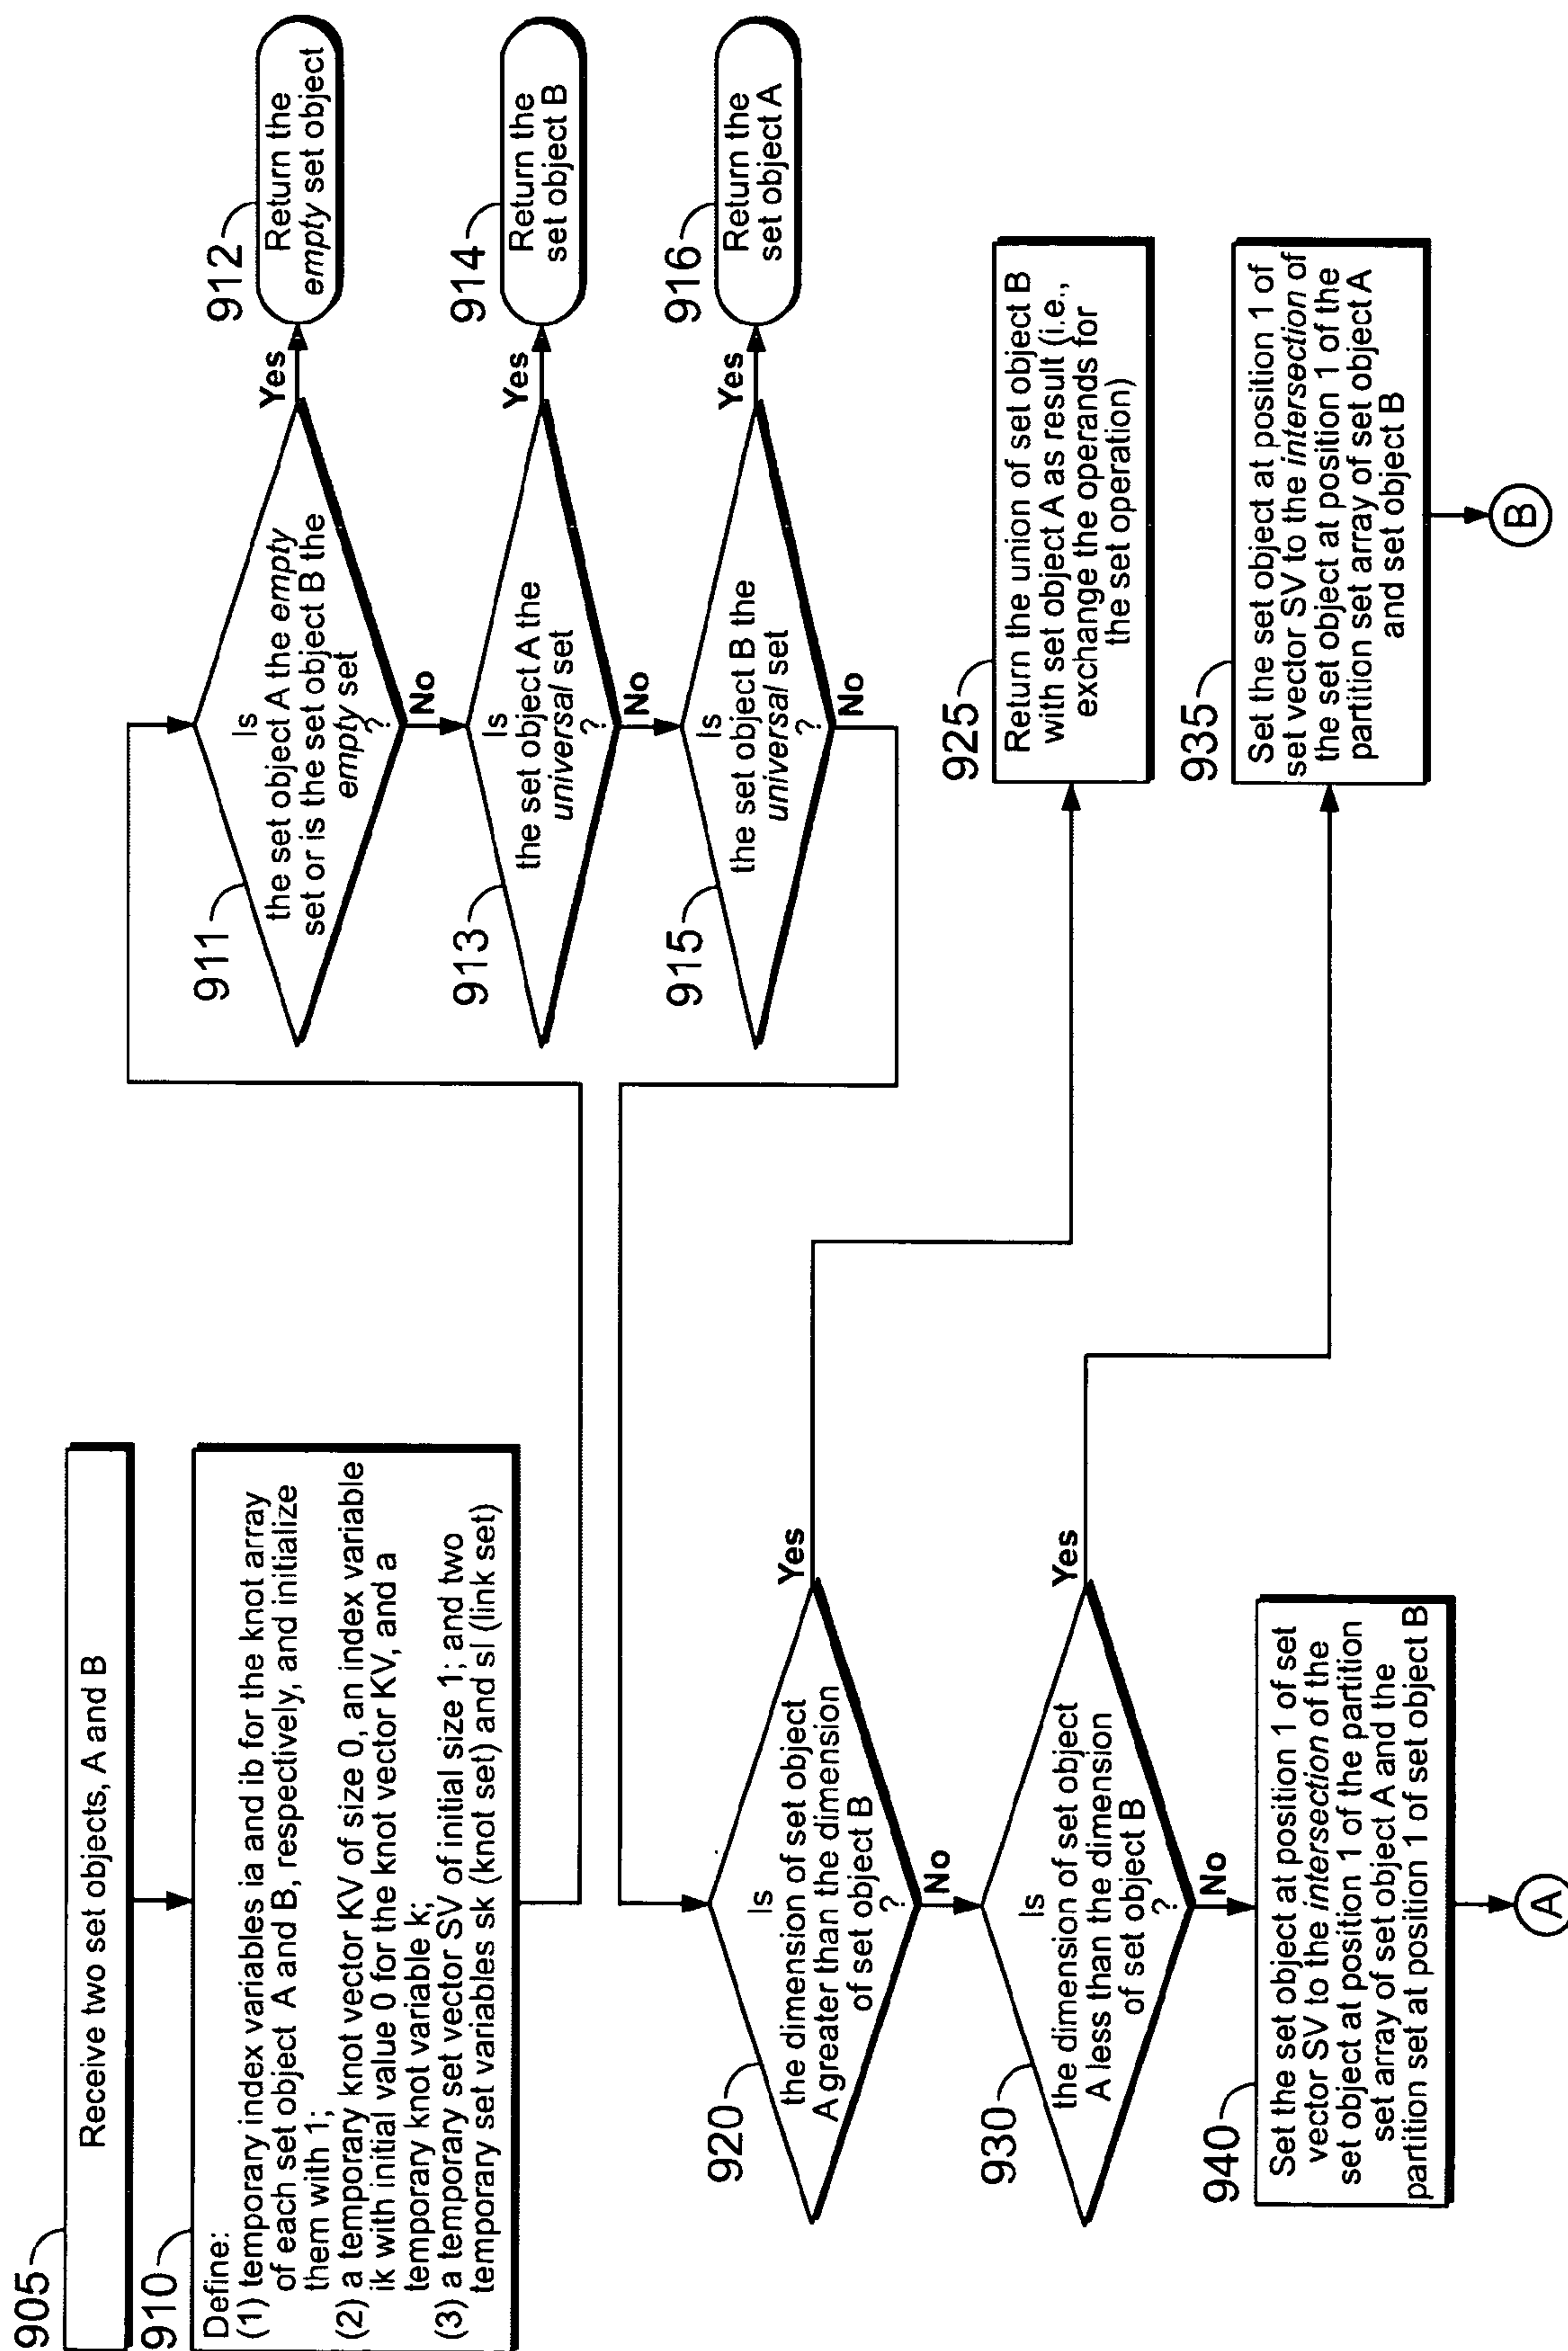 905
Receive two set objects, A and B
910
Define:
(1) temporary index variables ia and ib for the knot array
of each set object A and B, respectively, and initialize
them with 1;
(2) a temporary knot vector KV of size 0, an index variable
ik with initial value 0 for the knot vector KV, and a
temporary knot variable k;
(3) a temporary set vector SV of initial size 1; and two
temporary set variables sk (knot set) and sl (link set)
911
Is
the set object A the empty
set or is the set object B the
empty set
?
Yes
912
Return the
empty set object
No
913
Is
the set object A the
universal set
?
Yes
914
Return the
set object B
No
915
Is
the set object B the
universal set
?
Yes
916
Return the
set object A
No
920
Is
the dimension of set object
A greater than the dimension
of set object B
?
Yes
925
Return the union of set object B
with set object A as result (i.e.,
exchange the operands for
the set operation)
No
930
Is
the dimension of set object
A less than the dimension
of set object B
?
Yes
935
Set the set object at position 1 of
set vector SV to the intersection of
the set object at position 1 of the
partition set array of set object A
and set object B
B
No
940
Set the set object at position 1 of set
vector SV to the intersection of the
set object at position 1 of the partition
set array of set object A and the
partition set at position 1 of set object B
A